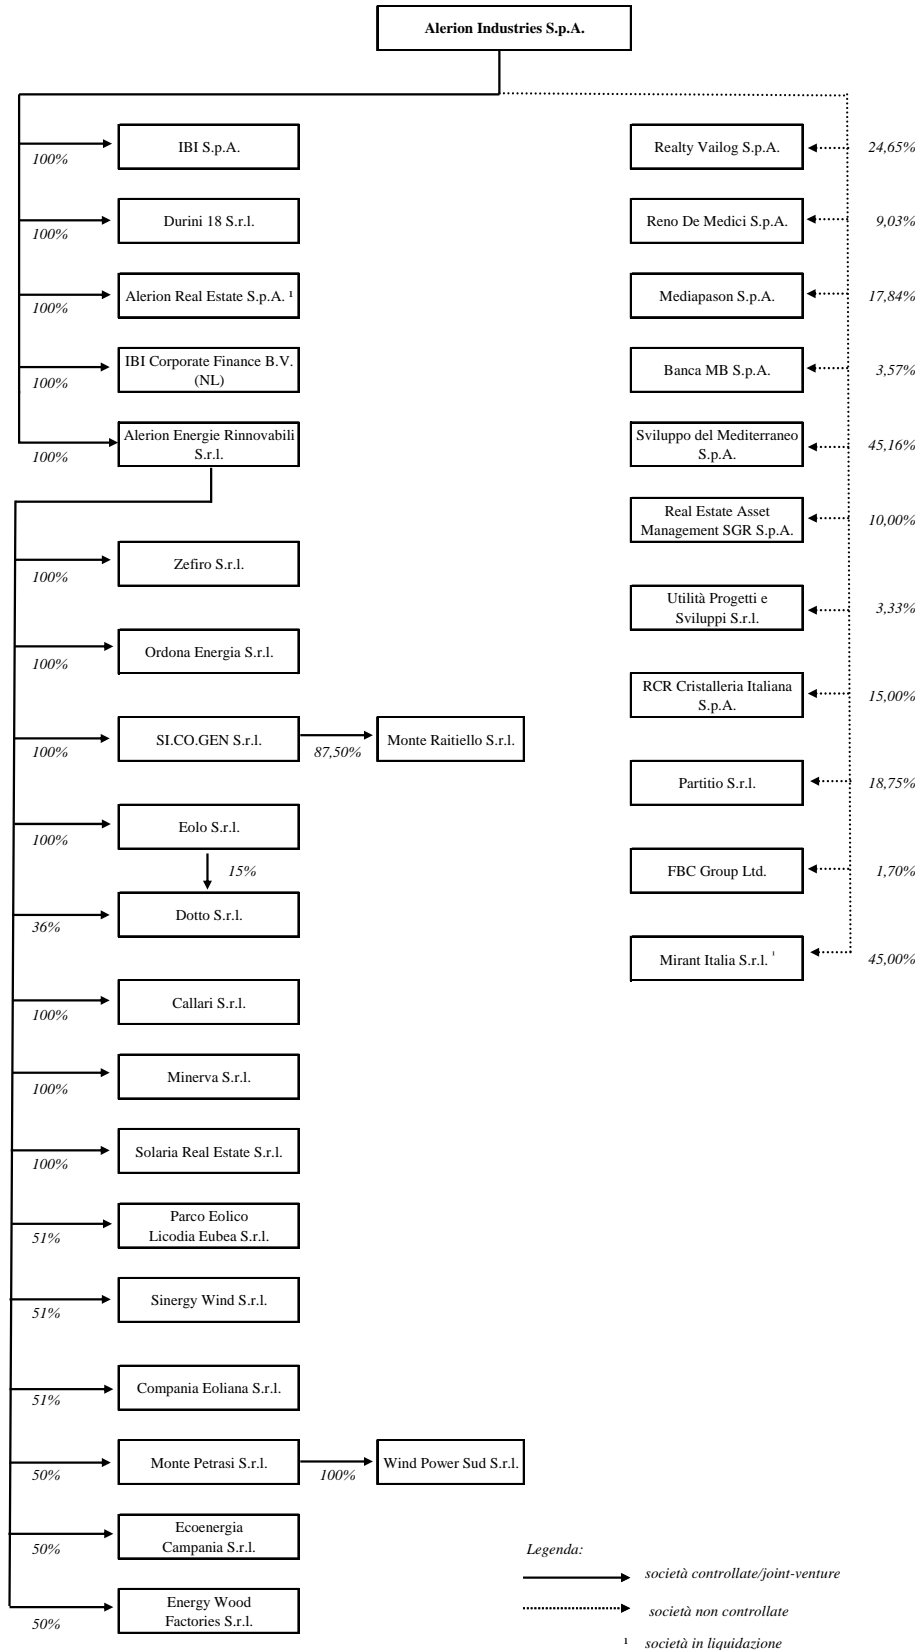 Alerion Industries S.p.A.
IBI S.p.A.
100%
Durini 18 S.r.l.
100%
Alerion Real Estate S.p.A. ¹
100%
IBI Corporate Finance B.V.
(NL)
100%
Alerion Energie Rinnovabili
S.r.l.
100%
Zefiro S.r.l.
100%
Ordona Energia S.r.l.
100%
SI.CO.GEN S.r.l.
100%
87,50%
Monte Raitiello S.r.l.
Eolo S.r.l.
100%
15%
Dotto S.r.l.
36%
Callari S.r.l.
100%
Minerva S.r.l.
100%
Solaria Real Estate S.r.l.
100%
Parco Eolico
Licodia Eubea S.r.l.
51%
Sinergy Wind S.r.l.
51%
Compania Eoliana S.r.l.
51%
Monte Petrasi S.r.l.
50%
100%
Wind Power Sud S.r.l.
Ecoenergia
Campania S.r.l.
50%
Energy Wood
Factories S.r.l.
50%
Realty Vailog S.p.A.
24,65%
Reno De Medici S.p.A.
9,03%
Mediapason S.p.A.
17,84%
Banca MB S.p.A.
3,57%
Sviluppo del Mediterraneo
S.p.A.
45,16%
Real Estate Asset
Management SGR S.p.A.
10,00%
Utilità Progetti e
Sviluppi S.r.l.
3,33%
RCR Cristalleria Italiana
S.p.A.
15,00%
Partitio S.r.l.
18,75%
FBC Group Ltd.
1,70%
Mirant Italia S.r.l. ¹
45,00%
Legenda:
società controllate/joint-venture
società non controllate
¹ società in liquidazione